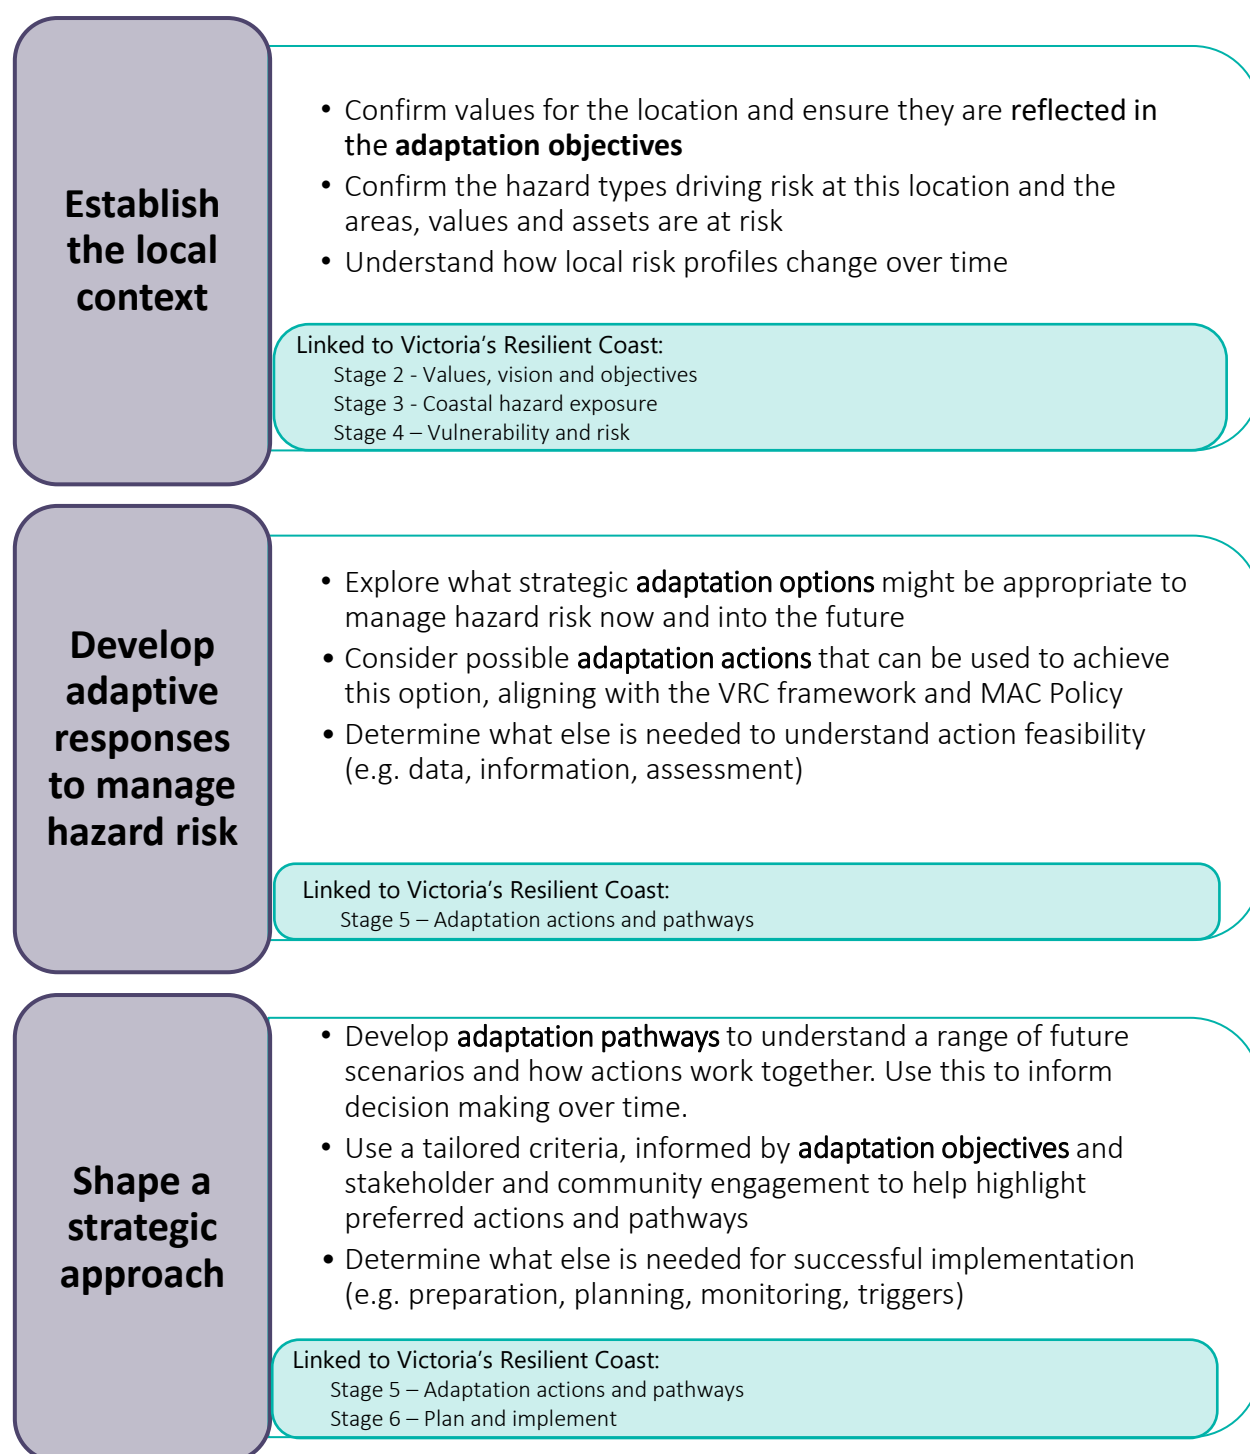 Establish
the local
context
• Confirm values for the location and ensure they are reflected in
the adaptation objectives
• Confirm the hazard types driving risk at this location and the
areas, values and assets are at risk
• Understand how local risk profiles change over time
Linked to Victoria's Resilient Coast:
Stage 2 - Values, vision and objectives
Stage 3 - Coastal hazard exposure
Stage 4 – Vulnerability and risk
Develop
adaptive
responses
to manage
hazard risk
• Explore what strategic adaptation options might be appropriate to
manage hazard risk now and into the future
• Consider possible adaptation actions that can be used to achieve
this option, aligning with the VRC framework and MAC Policy
• Determine what else is needed to understand action feasibility
(e.g. data, information, assessment)
Linked to Victoria's Resilient Coast:
Stage 5 – Adaptation actions and pathways
Shape a
strategic
approach
• Develop adaptation pathways to understand a range of future
scenarios and how actions work together. Use this to inform
decision making over time.
• Use a tailored criteria, informed by adaptation objectives and
stakeholder and community engagement to help highlight
preferred actions and pathways
• Determine what else is needed for successful implementation
(e.g. preparation, planning, monitoring, triggers)
Linked to Victoria's Resilient Coast:
Stage 5 – Adaptation actions and pathways
Stage 6 – Plan and implement